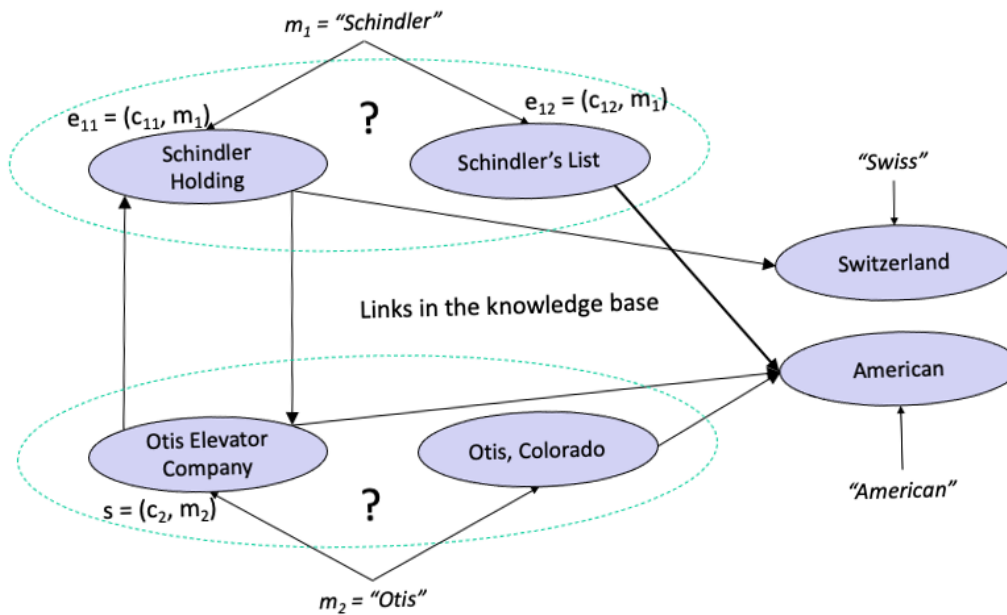 m₁ = “Schindler”
e₁₁ = (c₁₁, m₁)
?
e₁₂ = (c₁₂, m₁)
Schindler
Holding
Schindler’s List
“Swiss”
Switzerland
Links in the knowledge base
American
Otis Elevator
Company
Otis, Colorado
s = (c₂, m₂)
?
“American”
m₂ = “Otis”